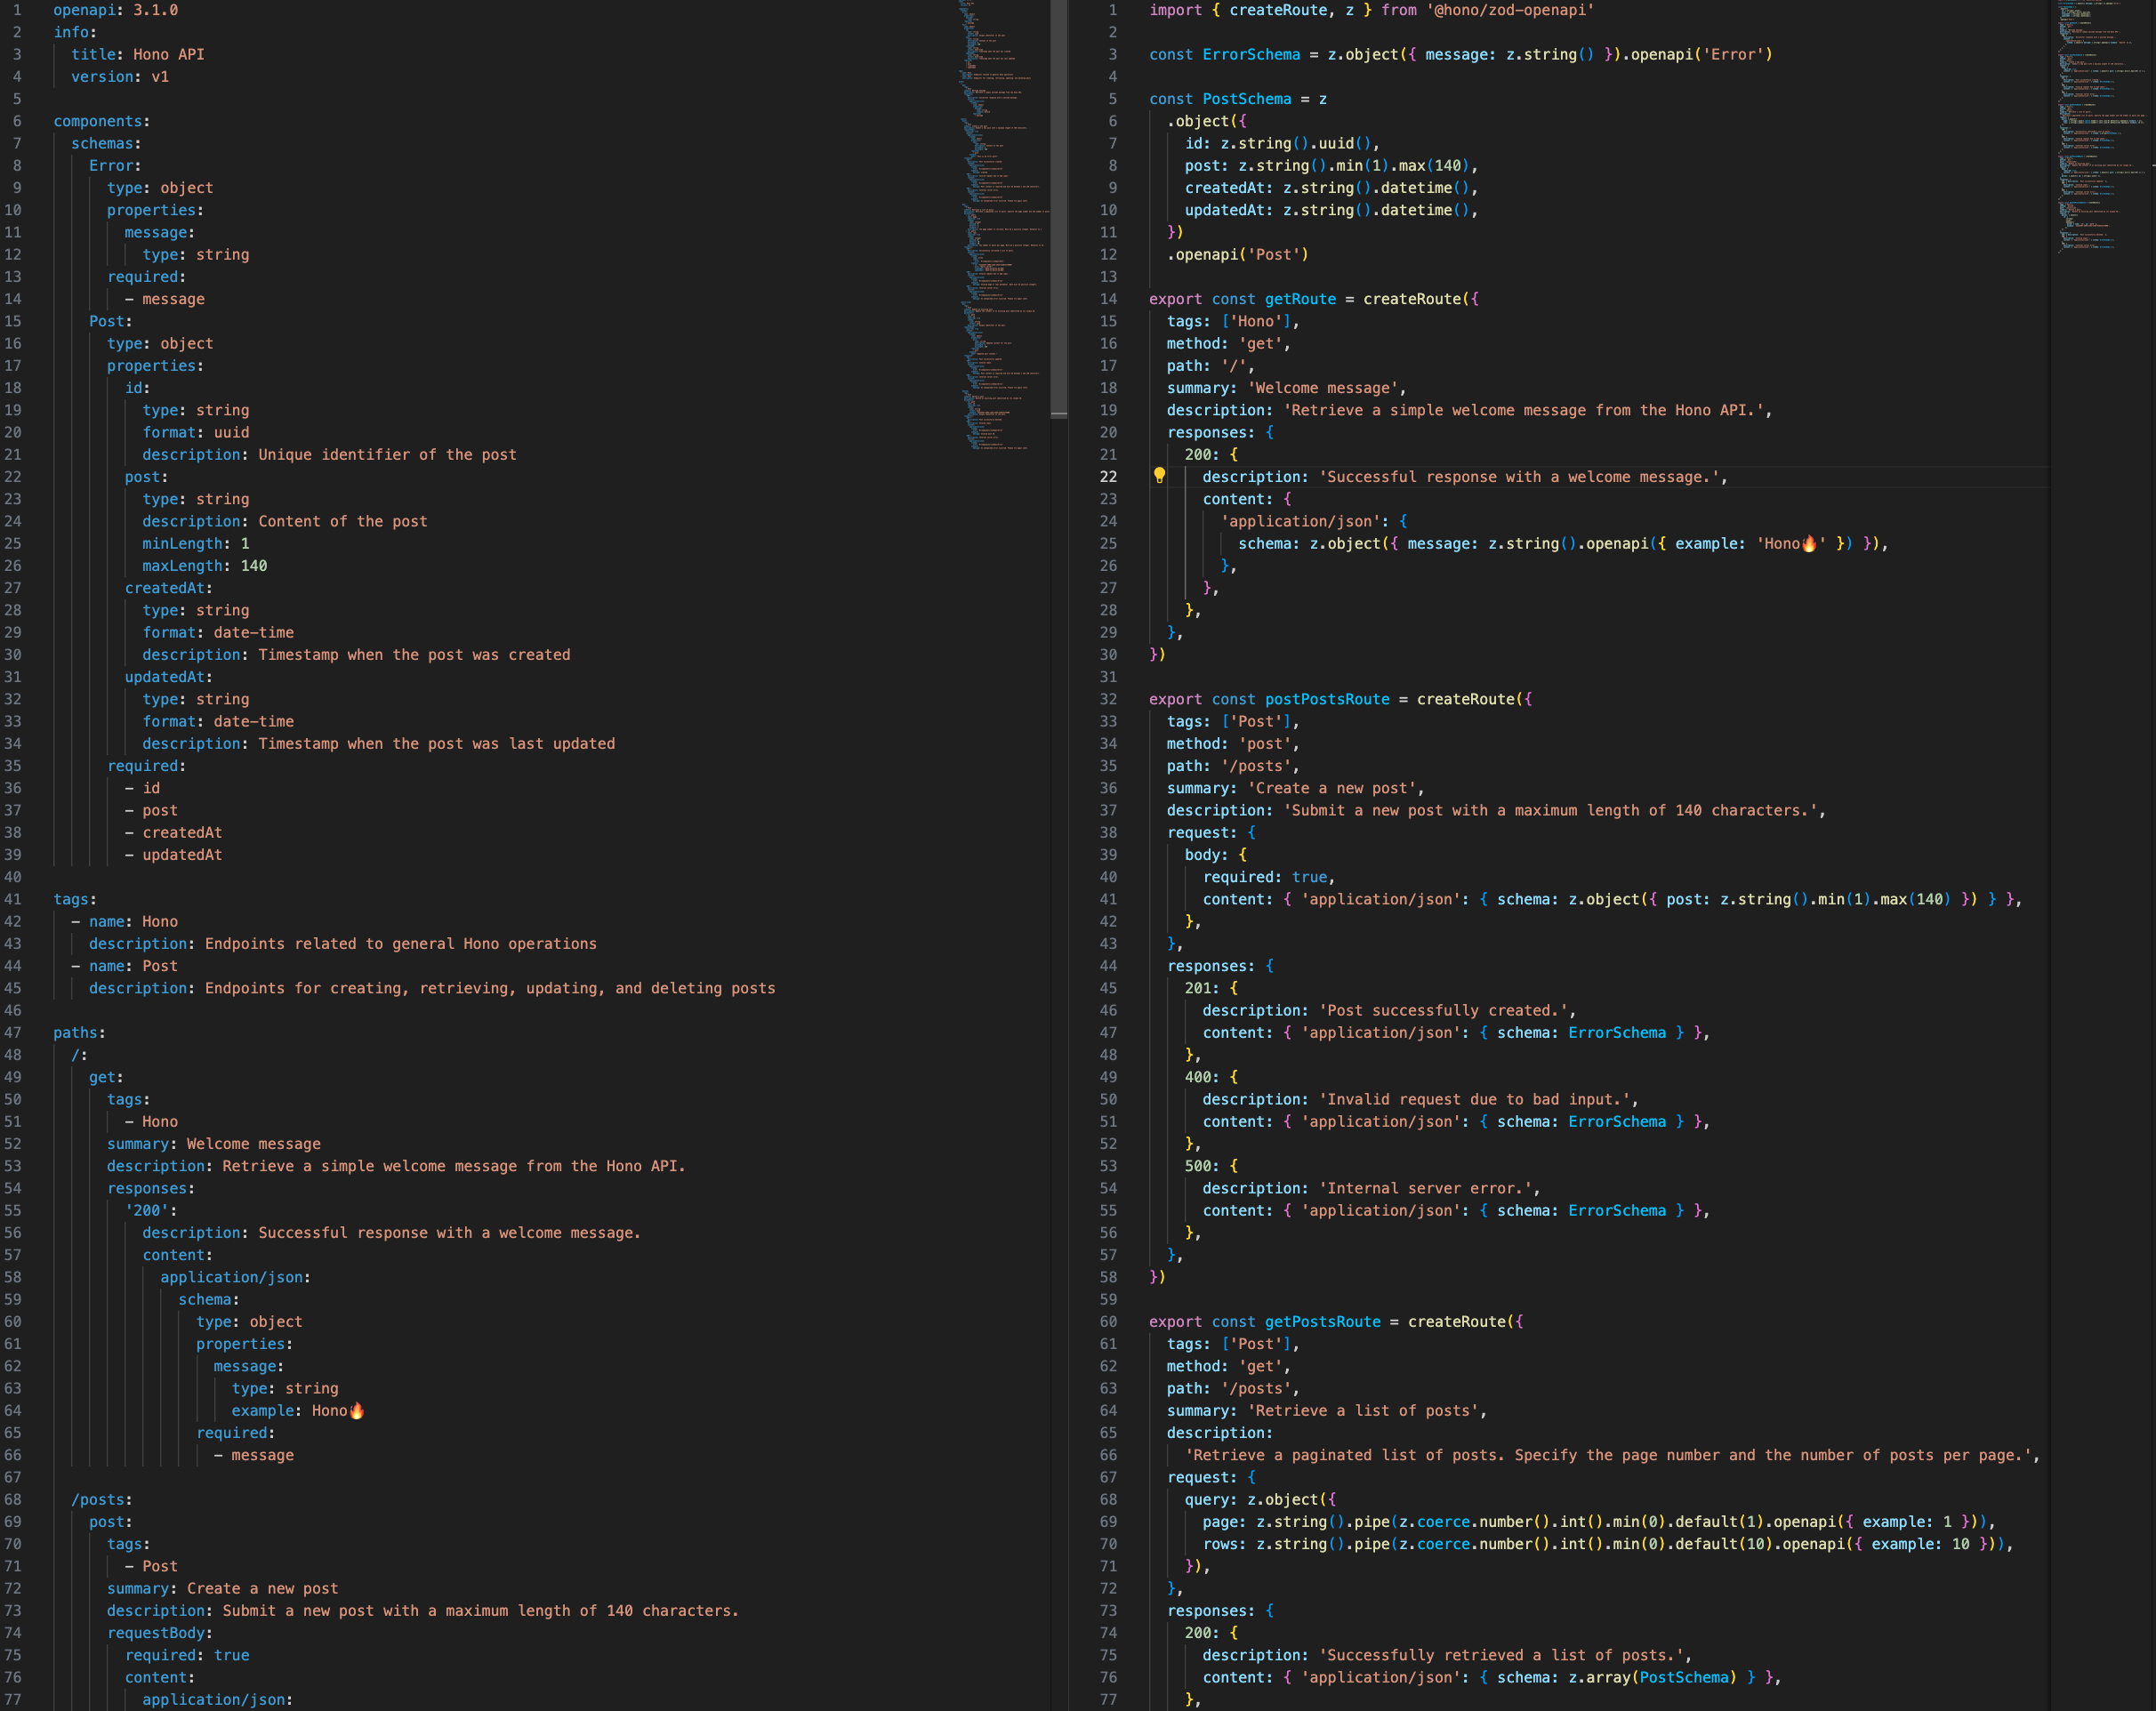 1 openapi: 3.1.0
2 info:
3   title: Hono API
4   version: v1
5
6 components:
7   schemas:
8     Error:
9       type: object
10       properties:
11         message:
12           type: string
13       required:
14         - message
15     Post:
16       type: object
17       properties:
18         id:
19           type: string
20           format: uuid
21           description: Unique identifier of the post
22         post:
23           type: string
24           description: Content of the post
25           minLength: 1
26           maxLength: 140
27         createdAt:
28           type: string
29           format: date-time
30           description: Timestamp when the post was created
31         updatedAt:
32           type: string
33           format: date-time
34           description: Timestamp when the post was last updated
35       required:
36         - id
37         - post
38         - createdAt
39         - updatedAt
40
41 tags:
42   - name: Hono
43     description: Endpoints related to general Hono operations
44   - name: Post
45     description: Endpoints for creating, retrieving, updating, and deleting posts
46
47 paths:
48   /:
49     get:
50       tags:
51         - Hono
52       summary: Welcome message
53       description: Retrieve a simple welcome message from the Hono API.
54       responses:
55         '200':
56           description: Successful response with a welcome message.
57           content:
58             application/json:
59               schema:
60                 type: object
61                 properties:
62                   message:
63                     type: string
64                     example: Hono🔥
65                 required:
66                   - message
67
68   /posts:
69     post:
70       tags:
71         - Post
72       summary: Create a new post
73       description: Submit a new post with a maximum length of 140 characters.
74       requestBody:
75         required: true
76         content:
77           application/json:
1 import { createRoute, z } from '@hono/zod-openapi'
2
3 const ErrorSchema = z.object({ message: z.string() }).openapi('Error')
4
5 const PostSchema = z
6   .object({
7     id: z.string().uuid(),
8     post: z.string().min(1).max(140),
9     createdAt: z.string().datetime(),
10     updatedAt: z.string().datetime(),
11   })
12   .openapi('Post')
13
14 export const getRoute = createRoute({
15   tags: ['Hono'],
16   method: 'get',
17   path: '/',
18   summary: 'Welcome message',
19   description: 'Retrieve a simple welcome message from the Hono API.',
20   responses: {
21     200: {
22       description: 'Successful response with a welcome message.',
23       content: {
24         'application/json': {
25           schema: z.object({ message: z.string().openapi({ example: 'Hono🔥' }) }),
26         },
27       },
28     },
29   },
30 })
31
32 export const postPostsRoute = createRoute({
33   tags: ['Post'],
34   method: 'post',
35   path: '/posts',
36   summary: 'Create a new post',
37   description: 'Submit a new post with a maximum length of 140 characters.',
38   request: {
39     body: {
40       required: true,
41       content: { 'application/json': { schema: z.object({ post: z.string().min(1).max(140) }) } },
42     },
43   },
44   responses: {
45     201: {
46       description: 'Post successfully created.',
47       content: { 'application/json': { schema: ErrorSchema } },
48     },
49     400: {
50       description: 'Invalid request due to bad input.',
51       content: { 'application/json': { schema: ErrorSchema } },
52     },
53     500: {
54       description: 'Internal server error.',
55       content: { 'application/json': { schema: ErrorSchema } },
56     },
57   },
58 })
59
60 export const getPostsRoute = createRoute({
61   tags: ['Post'],
62   method: 'get',
63   path: '/posts',
64   summary: 'Retrieve a list of posts',
65   description:
66     'Retrieve a paginated list of posts. Specify the page number and the number of posts per page.',
67   request: {
68     query: z.object({
69       page: z.string().pipe(z.coerce.number().int().min(0).default(1).openapi({ example: 1 })),
70       rows: z.string().pipe(z.coerce.number().int().min(0).default(10).openapi({ example: 10 })),
71     }),
72   },
73   responses: {
74     200: {
75       description: 'Successfully retrieved a list of posts.',
76       content: { 'application/json': { schema: z.array(PostSchema) } },
77     },